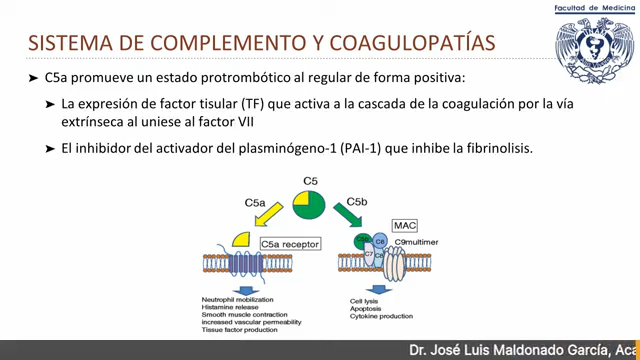 Facultad de Medicina
SISTEMA DE COMPLEMENTO Y COAGULOPATÍAS
C5a promueve un estado protrombótico al regular de forma positiva:
La expresión de factor tisular (TF) que activa a la cascada de la coagulación por la vía
extrínseca al uniese al factor VII
El inhibidor del activador del plasminógeno-1 (PAI-1) que inhibe la fibrinolisis.
C5
C5a
C5b
MAC
C5a receptor
C5b
C6
C9multimer
C7
C8
Neutrophil mobilization
Histamine release
Smooth muscle contraction
increased vascular permeability
Tissue factor production
Cell lysis
Apoptosis
Cytokine production
Dr. José Luis Maldonado García, Aca